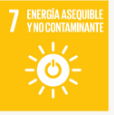 7 ENERGÍA ASEQUIBLE
Y NO CONTAMINANTE